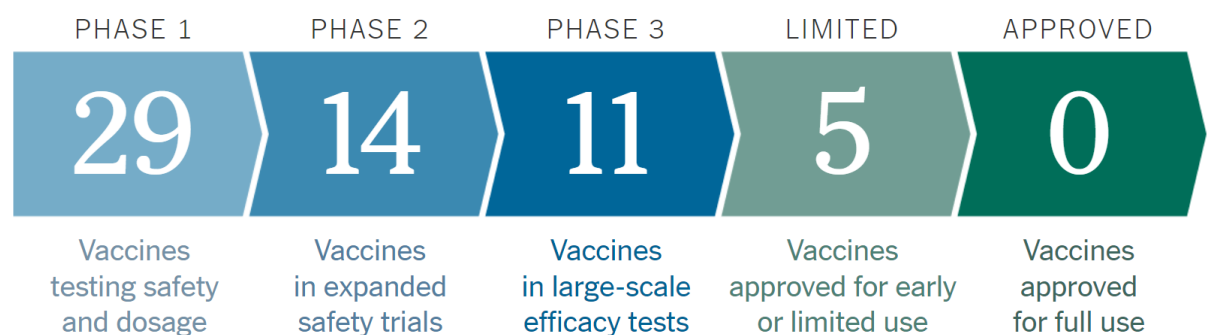 PHASE 1
PHASE 2
PHASE 3
LIMITED
APPROVED
29
14
11
5
0
Vaccines
testing safety
and dosage
Vaccines
in expanded
safety trials
Vaccines
in large-scale
efficacy tests
Vaccines
approved for early
or limited use
Vaccines
approved
for full use